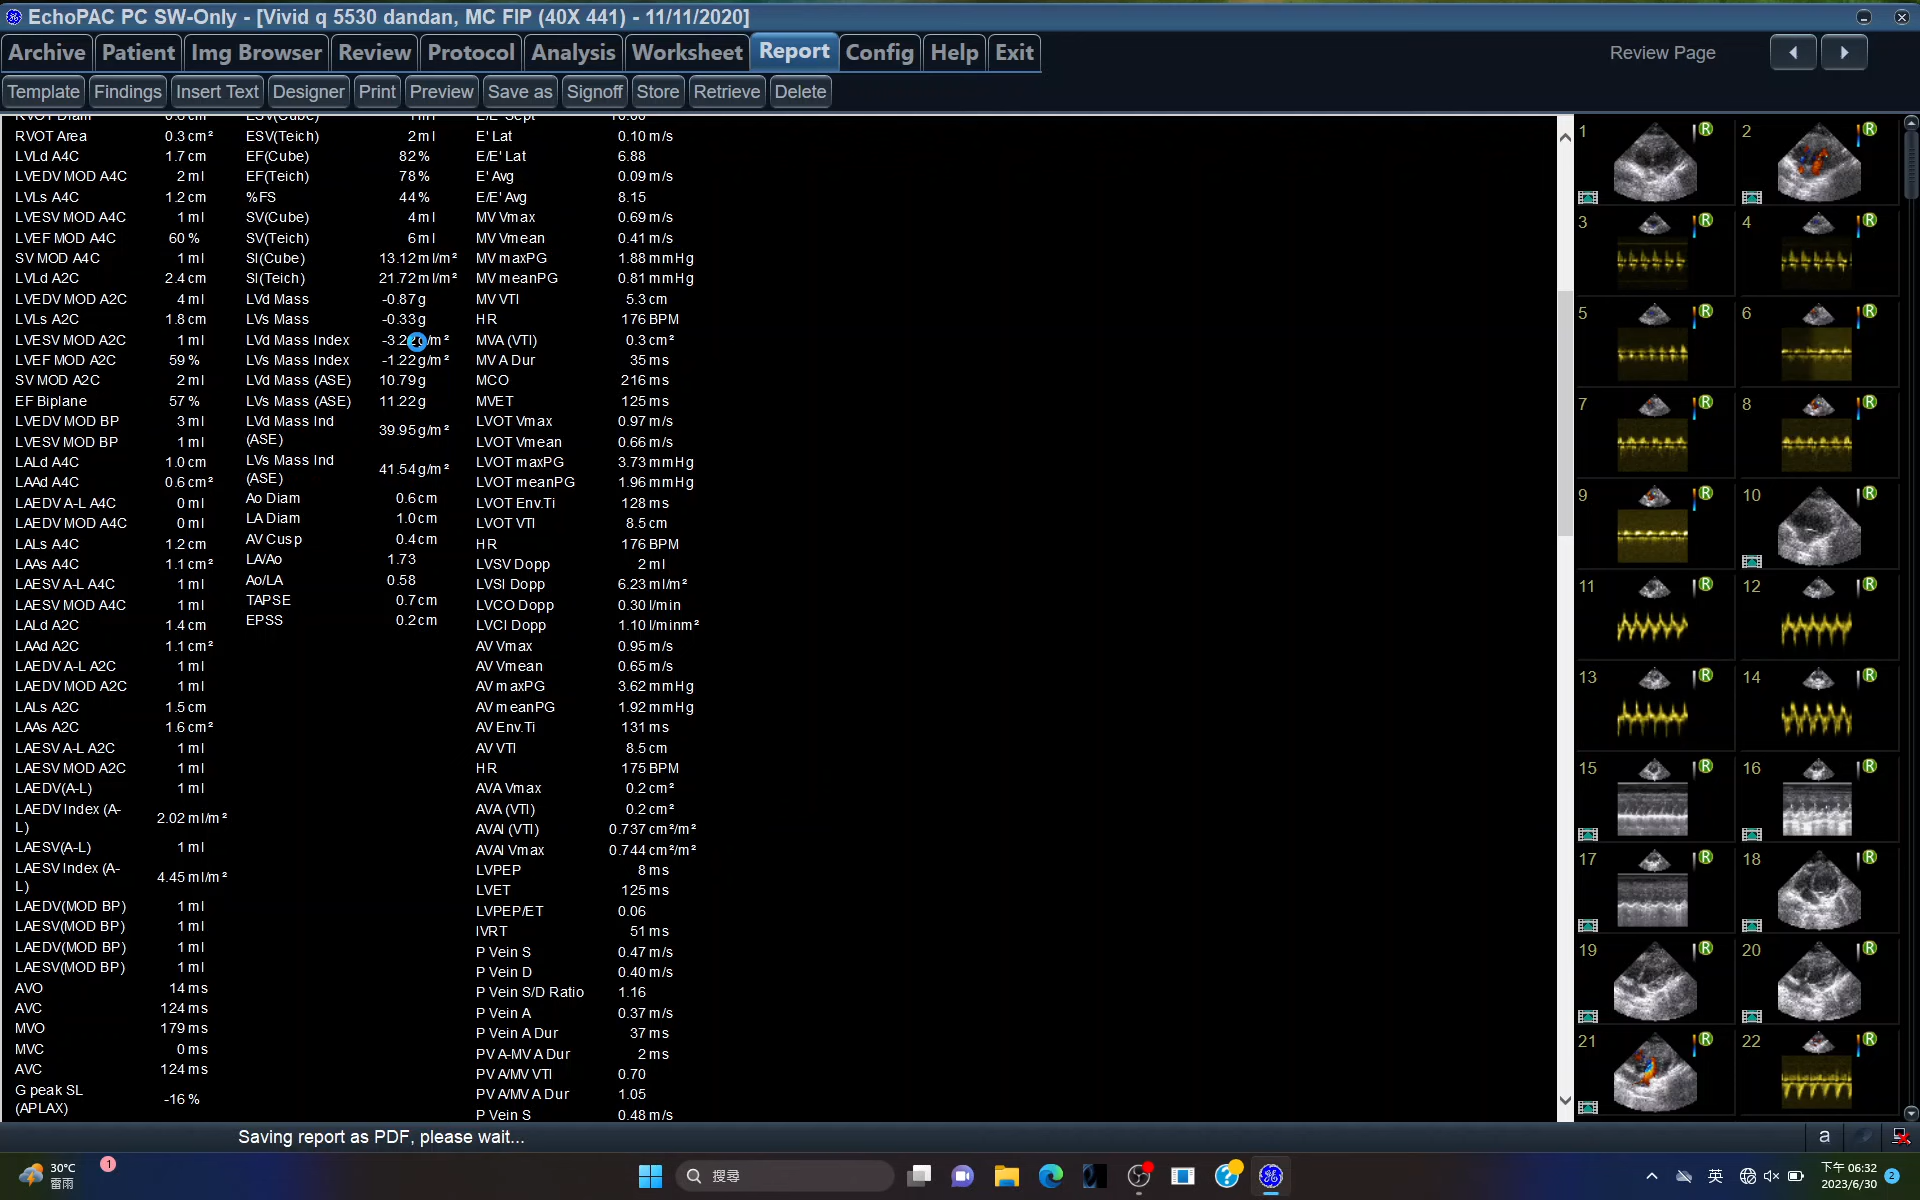 EchoPAC PC SW-Only - [Vivid q 5530 dandan, MC FIP (40X 441) - 11/11/2020]
Archive Patient Img Browser Review Protocol Analysis Worksheet Report Config Help Exit Review Page
Template Findings Insert Text Designer Print Preview Save as Signoff Store Retrieve Delete
RVOT Area 0.3 cm²
LVLd A4C 1.7 cm
LVEDV MOD A4C 2 ml
LVLs A4C 1.2 cm
LVESV MOD A4C 1 ml
LVEF MOD A4C 60 %
SV MOD A4C 1 ml
LVLd A2C 2.4 cm
LVEDV MOD A2C 4 ml
LVLs A2C 1.8 cm
LVESV MOD A2C 1 ml
LVEF MOD A2C 59 %
SV MOD A2C 2 ml
EF Biplane 57 %
LVEDV MOD BP 3 ml
LVESV MOD BP 1 ml
LALd A4C 1.0 cm
LAAd A4C 0.6 cm²
LAEDV A-L A4C 0 ml
LAEDV MOD A4C 0 ml
LALs A4C 1.2 cm
LAAs A4C 1.1 cm²
LAESV A-L A4C 1 ml
LAESV MOD A4C 1 ml
LALd A2C 1.4 cm
LAAd A2C 1.1 cm²
LAEDV A-L A2C 1 ml
LAEDV MOD A2C 1 ml
LALs A2C 1.5 cm
LAAs A2C 1.6 cm²
LAESV A-L A2C 1 ml
LAESV MOD A2C 1 ml
LAEDV(A-L) 1 ml
LAEDV Index (A-
L) 2.02 ml/m²
LAESV(A-L) 1 ml
LAESV Index (A-
L) 4.45 ml/m²
LAEDV(MOD BP) 1 ml
LAESV(MOD BP) 1 ml
LAEDV(MOD BP) 1 ml
LAESV(MOD BP) 1 ml
AVO 14 ms
AVC 124 ms
MVO 179 ms
MVC 0 ms
AVC 124 ms
G peak SL
(APLAX) -16 %
ESV(Teich) 2 ml
EF(Cube) 82 %
EF(Teich) 78 %
%FS 44 %
SV(Cube) 4 ml
SV(Teich) 6 ml
SI(Cube) 13.12 ml/m²
SI(Teich) 21.72 ml/m²
LVd Mass -0.87 g
LVs Mass -0.33 g
LVd Mass Index g/m²
LVs Mass Index -1.22 g/m²
LVd Mass (ASE) 10.79 g
LVs Mass (ASE) 11.22 g
LVd Mass Ind
(ASE) 39.95 g/m²
LVs Mass Ind
(ASE) 41.54 g/m²
Ao Diam 0.6 cm
LA Diam 1.0 cm
AV Cusp 0.4 cm
LA/Ao 1.73
Ao/LA 0.58
TAPSE 0.7 cm
EPSS 0.2 cm
E' Lat 0.10 m/s
E/E' Lat 6.88
E' Avg 0.09 m/s
E/E' Avg 8.15
MV Vmax 0.69 m/s
MV Vmean 0.41 m/s
MV maxPG 1.88 mmHg
MV meanPG 0.81 mmHg
MV VTI 5.3 cm
HR 176 BPM
MVA (VTI) 0.3 cm²
MV A Dur 35 ms
MCO 216 ms
MVET 125 ms
LVOT Vmax 0.97 m/s
LVOT Vmean 0.66 m/s
LVOT maxPG 3.73 mmHg
LVOT meanPG 1.96 mmHg
LVOT Env.Ti 128 ms
LVOT VTI 8.5 cm
HR 176 BPM
LVSV Dopp 2 ml
LVSI Dopp 6.23 ml/m²
LVCO Dopp 0.30 l/min
LVCI Dopp 1.10 l/minm²
AV Vmax 0.95 m/s
AV Vmean 0.65 m/s
AV maxPG 3.62 mmHg
AV meanPG 1.92 mmHg
AV Env.Ti 131 ms
AV VTI 8.5 cm
HR 175 BPM
AVA Vmax 0.2 cm²
AVA (VTI) 0.2 cm²
AVAI (VTI) 0.737 cm²/m²
AVAI Vmax 0.744 cm²/m²
LVPEP 8 ms
LVET 125 ms
LVPEP/ET 0.06
IVRT 51 ms
P Vein S 0.47 m/s
P Vein D 0.40 m/s
P Vein S/D Ratio 1.16
P Vein A 0.37 m/s
P Vein A Dur 37 ms
PV A-MV A Dur 2 ms
PV A/MV VTI 0.70
PV A/MV A Dur 1.05
P Vein S 0.48 m/s
1 R 2 R
3 R 4 R
5 R 6 R
7 R 8 R
9 R 10 R
11 R 12 R
13 R 14 R
15 R 16 R
17 R 18 R
19 R 20 R
21 R 22 R
Saving report as PDF, please wait...
a
30°C
雷雨
1
搜尋
英
下午 06:32
2023/6/30
2